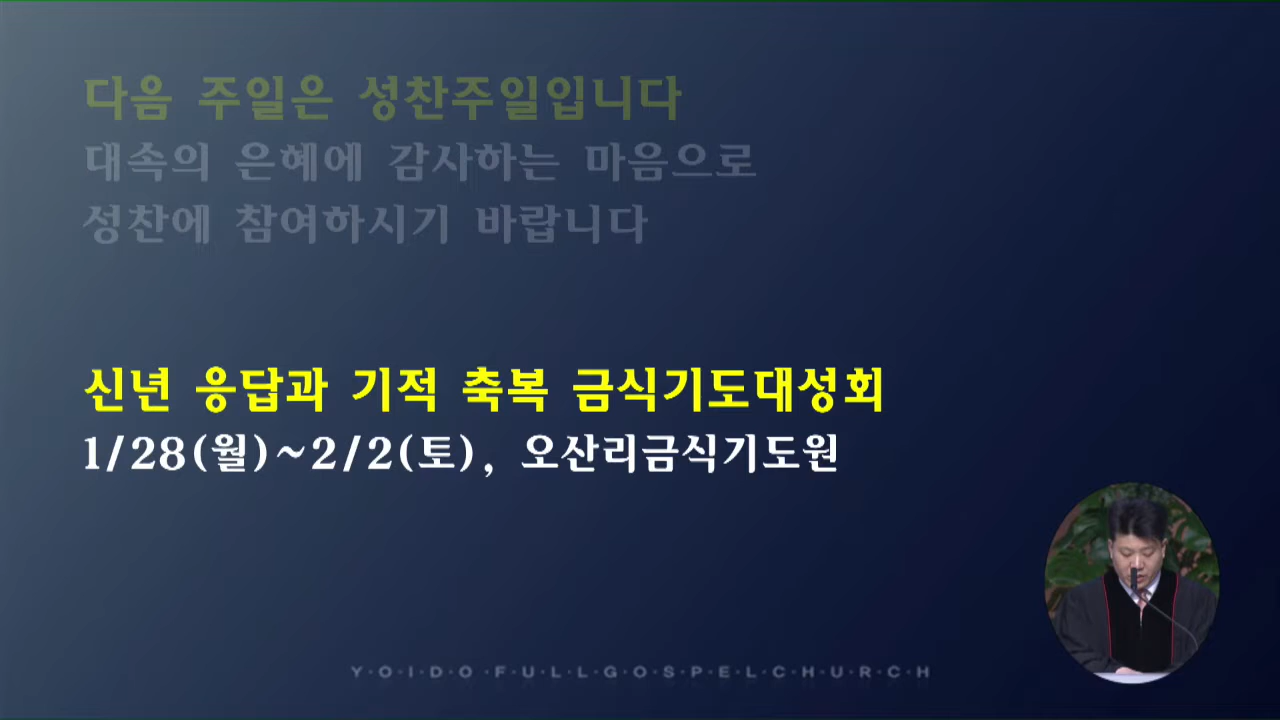 다음 주일은 성찬주일입니다
대속의 은혜에 감사하는 마음으로
성찬에 참여하시기 바랍니다
신년 응답과 기적 축복 금식기도대성회
1/28(월)~2/2(토), 오산리금식기도원
Y·O·I·D·O·F·U·L·L·G·O·S·P·E·L·C·H·U·R·C·H